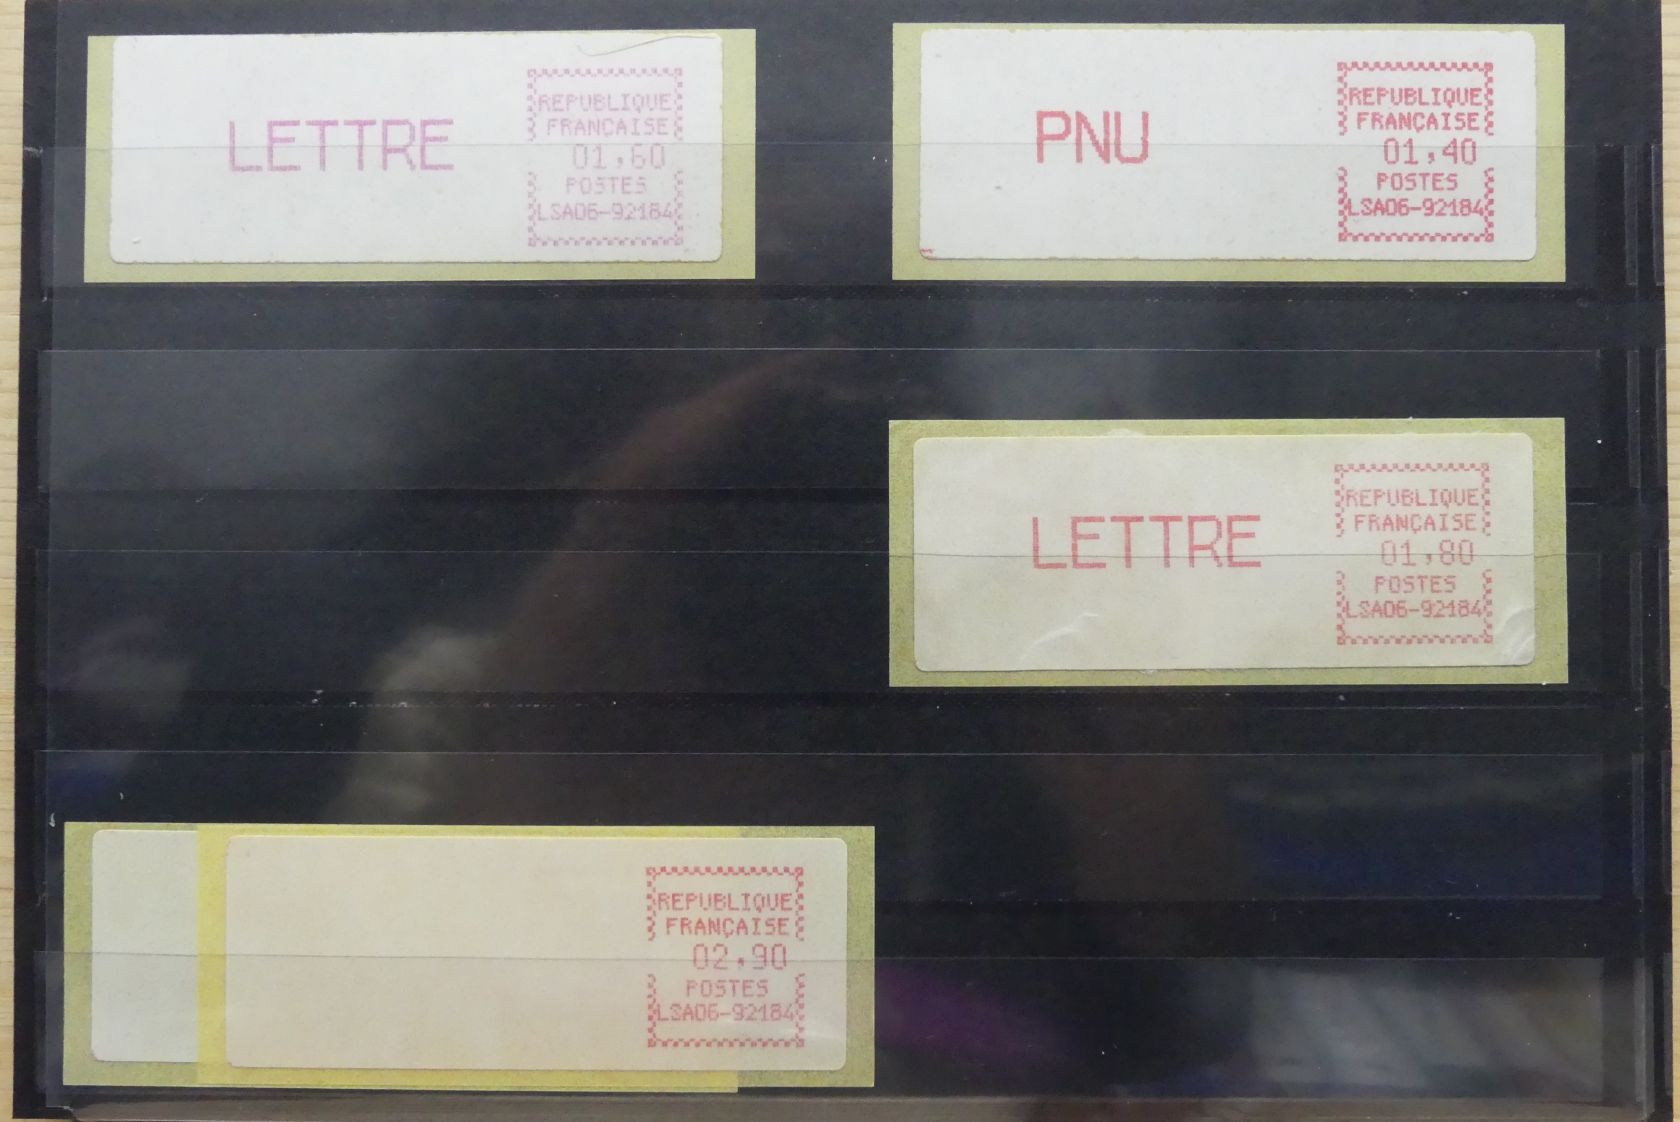 LETTRE
REPUBLIQUE
FRANÇAISE
01,60
POSTES
LSA06-92184
PNU
REPUBLIQUE
FRANÇAISE
01,40
POSTES
LSA06-92184
LETTRE
REPUBLIQUE
FRANÇAISE
01,80
POSTES
LSA06-92184
REPUBLIQUE
FRANÇAISE
02,90
POSTES
LSA06-92184